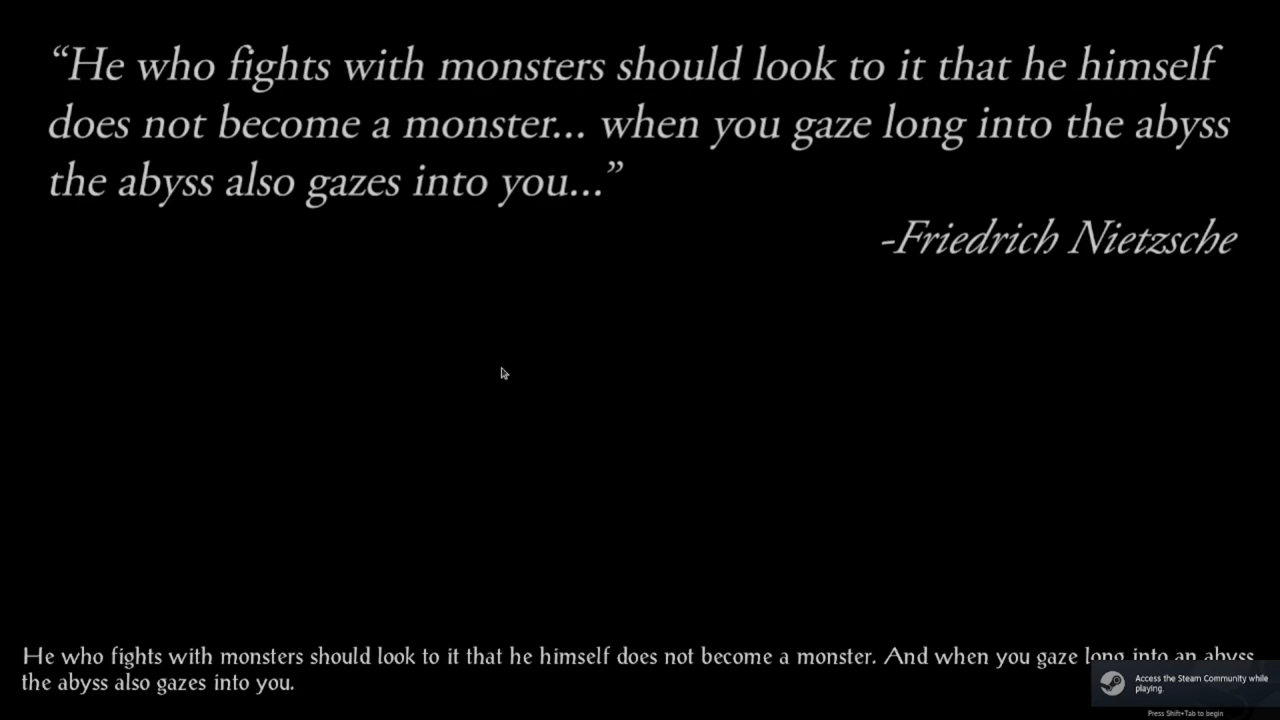 “He who fights with monsters should look to it that he himself
does not become a monster... when you gaze long into the abyss
the abyss also gazes into you...”
-Friedrich Nietzsche
He who fights with monsters should look to it that he himself does not become a monster. And when you gaze long into an abyss
the abyss also gazes into you.
Access the Steam Community while
playing.
Press Shift+Tab to begin